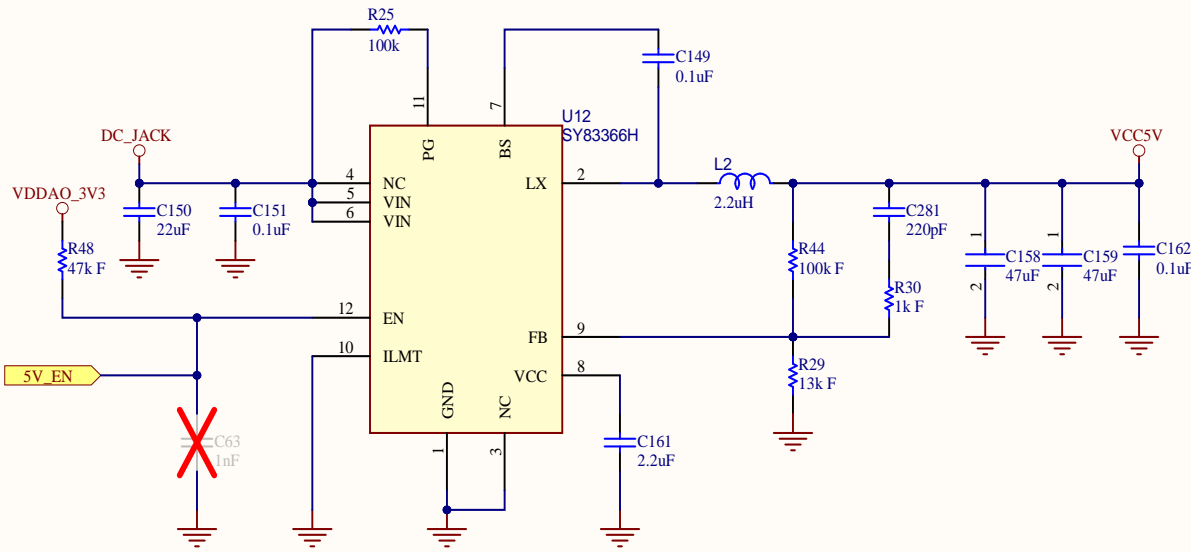 R25
100k
C149
0.1uF
11
7
U12
SY83366H
PG
BS
DC_JACK
VCC5V
VDDAO_3V3
4
NC
5
VIN
6
VIN
LX
2
L2
2.2uH
C150
22uF
C151
0.1uF
C281
220pF
R48
47k F
R44
100k F
R30
1k F
1
C158
47uF
2
1
C159
47uF
2
C162
0.1uF
12
EN
10
ILMT
FB
9
VCC
8
5V_EN
GND
NC
1
3
R29
13k F
C63
1nF
C161
2.2uF